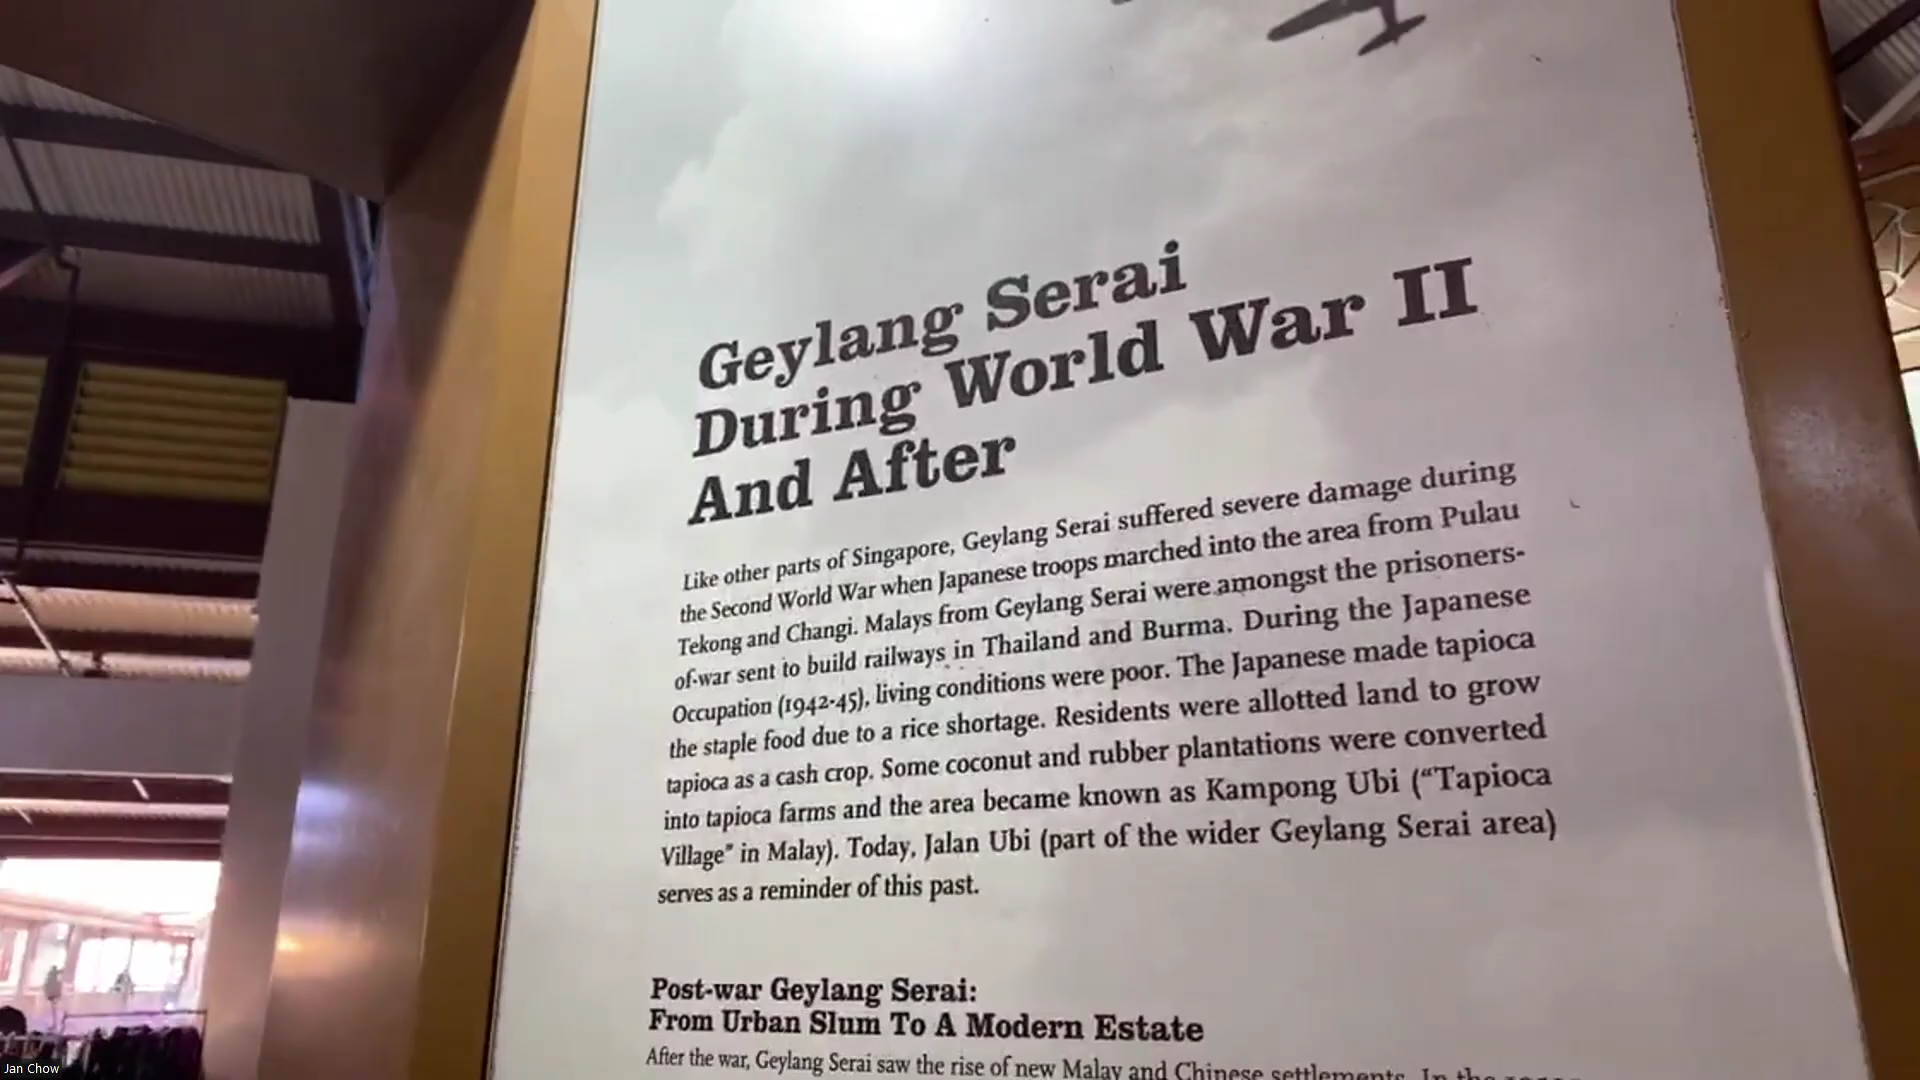 Geylang Serai
During World War II
And After
Like other parts of Singapore, Geylang Serai suffered severe damage during
the Second World War when Japanese troops marched into the area from Pulau
Tekong and Changi. Malays from Geylang Serai were amongst the prisoners-
of-war sent to build railways in Thailand and Burma. During the Japanese
Occupation (1942-45), living conditions were poor. The Japanese made tapioca
the staple food due to a rice shortage. Residents were allotted land to grow
tapioca as a cash crop. Some coconut and rubber plantations were converted
into tapioca farms and the area became known as Kampong Ubi (“Tapioca
Village” in Malay). Today, Jalan Ubi (part of the wider Geylang Serai area)
serves as a reminder of this past.
Post-war Geylang Serai:
From Urban Slum To A Modern Estate
After the war, Geylang Serai saw the rise of new Malay and Chinese settlements. In the
Jan Chow